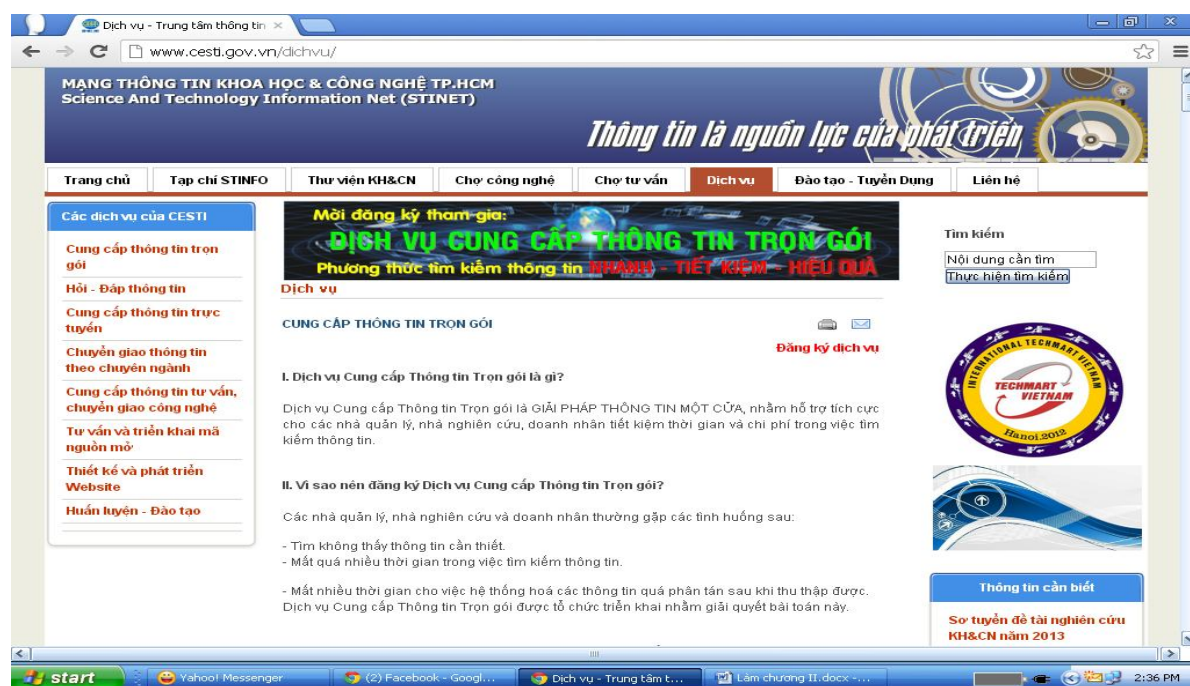 Dịch vụ - Trung tâm thông tin
www.cesti.gov.vn/dichvu/
MẠNG THÔNG TIN KHOA HỌC & CÔNG NGHỆ TP.HCM
Science And Technology Information Net (STINET)
Thông tin là nguồn lực của phát triển
Trang chủ Tạp chí STINFO Thư viện KH&CN Chợ công nghệ Chợ tư vấn Dịch vụ Đào tạo - Tuyển Dụng Liên hệ
Các dịch vụ của CESTI
Cung cấp thông tin trọn
gói
Hỏi - Đáp thông tin
Cung cấp thông tin trực
tuyến
Chuyển giao thông tin
theo chuyên ngành
Cung cấp thông tin tư vấn,
chuyển giao công nghệ
Tư vấn và triển khai mã
nguồn mở
Thiết kế và phát triển
Website
Huấn luyện - Đào tạo
Mời đăng ký tham gia:
DỊCH VỤ CUNG CẤP THÔNG TIN TRỌN GÓI
Phương thức tìm kiếm thông tin NHANH - TIẾT KIỆM - HIỆU QUẢ
Dịch vụ
CUNG CẤP THÔNG TIN TRỌN GÓI
Đăng ký dịch vụ
I. Dịch vụ Cung cấp Thông tin Trọn gói là gì?
Dịch vụ Cung cấp Thông tin Trọn gói là GIẢI PHÁP THÔNG TIN MỘT CỬA, nhằm hỗ trợ tích cực
cho các nhà quản lý, nhà nghiên cứu, doanh nhân tiết kiệm thời gian và chi phí trong việc tìm
kiếm thông tin.
II. Vì sao nên đăng ký Dịch vụ Cung cấp Thông tin Trọn gói?
Các nhà quản lý, nhà nghiên cứu và doanh nhân thường gặp các tình huống
sau:
- Tìm không thấy thông tin cần thiết.
- Mất quá nhiều thời gian trong việc tìm kiếm thông tin.
- Mất nhiều thời gian cho việc hệ thống hoá các thông tin quá phân tán sau khi thu thập được.
Dịch vụ Cung cấp Thông tin Trọn gói được tổ chức triển khai nhằm giải quyết bài toán này.
Tìm kiếm
Nội dung cần tìm
Thực hiện tìm kiếm
INTERNATIONAL TECHMART VIETNAM
TECHMART
VIETNAM
Hanoi.2012
Thông tin cần biết
Sơ tuyển đề tài nghiên cứu
KH&CN năm 2013
start Yahoo! Messenger (2) Facebook - Googl... Dịch vụ - Trung tâm t... Làm chương II.docx -... 2:36 PM